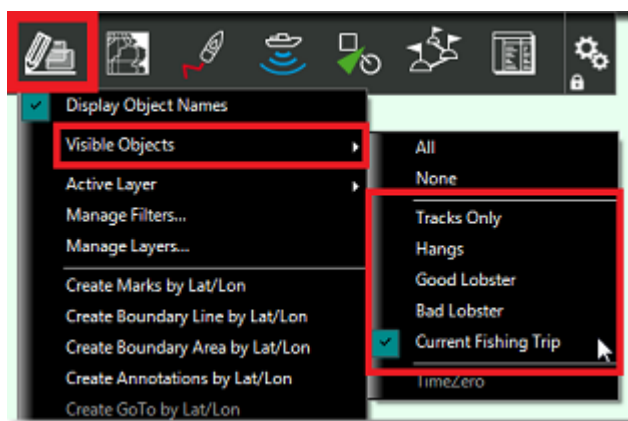 Display Object Names
Visible Objects
Active Layer
Manage Filters...
Manage Layers...
Create Marks by Lat/Lon
Create Boundary Line by Lat/Lon
Create Boundary Area by Lat/Lon
Create Annotations by Lat/Lon
Create GoTo by Lat/Lon
All
None
Tracks Only
Hangs
Good Lobster
Bad Lobster
Current Fishing Trip
TimeZero